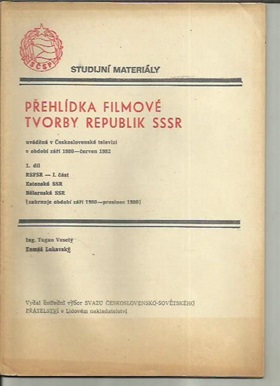 SČSP
STUDIJNÍ MATERIÁLY
PŘEHLÍDKA FILMOVÉ
TVORBY REPUBLIK SSSR
uváděná v Československé televizi
v období září 1980—červen 1982
1. díl
RSFSR — 1. část
Estonská SSR
Běloruská SSR
(zahrnuje období září 1980—prosinec 1980)
Ing. Veselý
Tomáš Lukavský
Vydal Ústřední výbor SVAZU ČESKOSLOVENSKO-SOVĚTSKÉHO
PŘÁTELSTVÍ v Lidovém nakladatelství